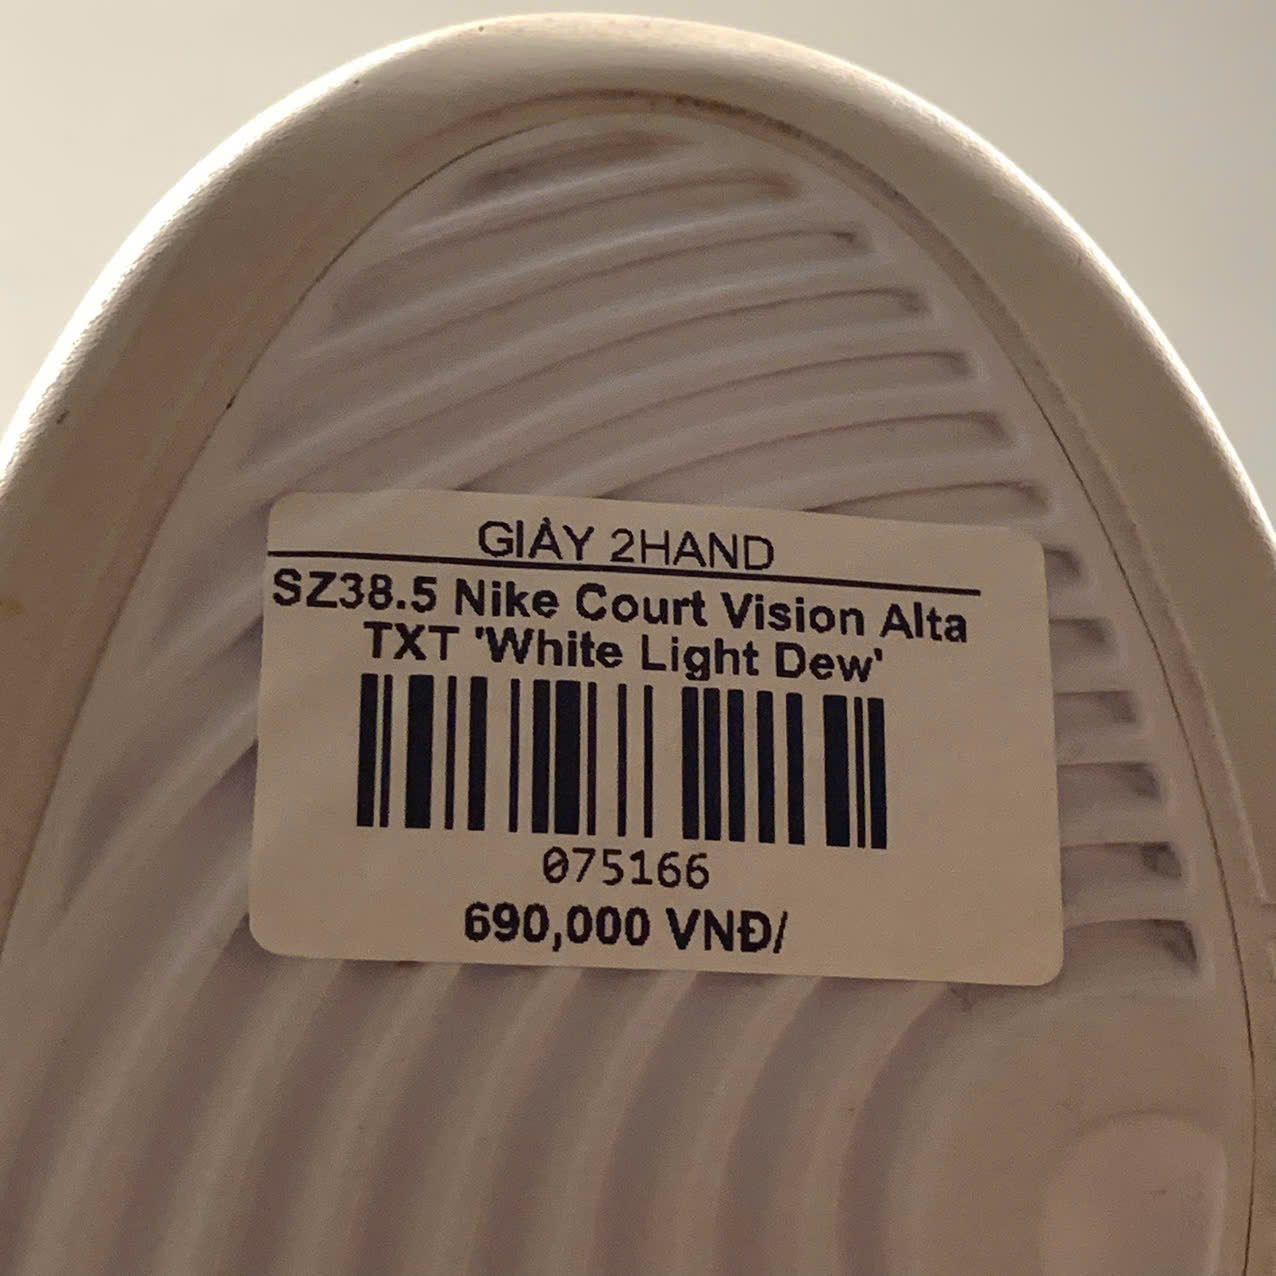 GIÀY 2HAND
SZ38.5 Nike Court Vision Alta
TXT 'White Light Dew'
075166
690,000 VNĐ/